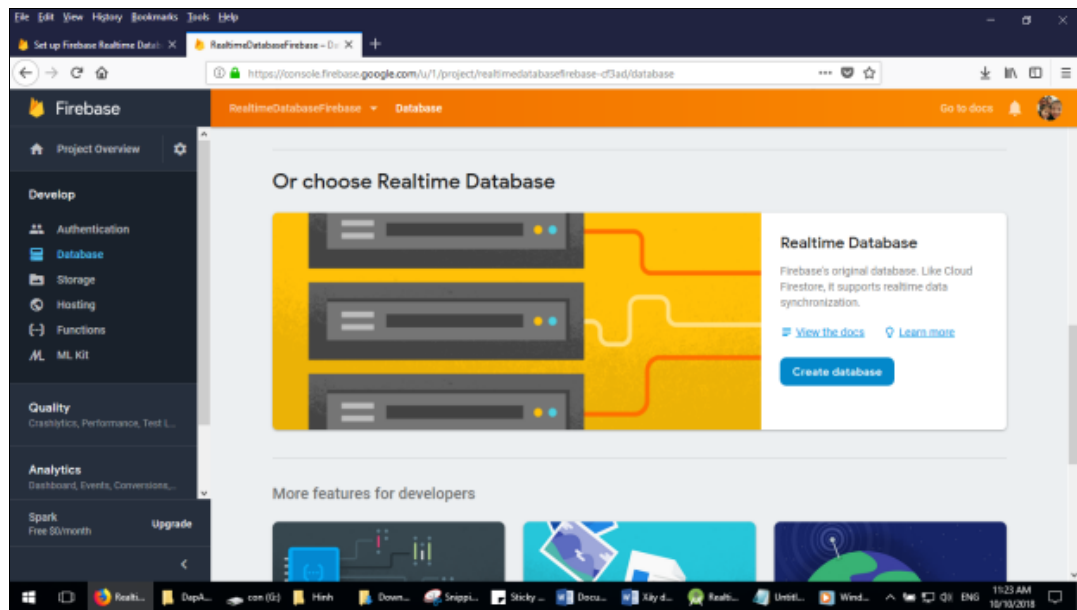 File Edit View History Bookmarks Tools Help
Set up Firebase Realtime Datab
RealtimeDatabaseFirebase – Da
https://console.firebase.google.com/u/1/project/realtimedatabasefirebase-cf3ad/database
Firebase
RealtimeDatabaseFirebase Database Go to docs
Project Overview
Develop
Authentication
Database
Storage
Hosting
Functions
ML Kit
Quality
Crashlytics, Performance, Test L...
Analytics
Dashboard, Events, Conversions,...
Spark
Free $0/month
Upgrade
Or choose Realtime Database
Realtime Database
Firebase's original database. Like Cloud
Firestore, it supports realtime data
synchronization.
View the docs Learn more
Create database
More features for developers
Realti... DapA... con (G:) Hinh Down... Snippi... Sticky ... Docu... Xây d... Realti... Untitl... Wind... ENG
11:23 AM
10/10/2018